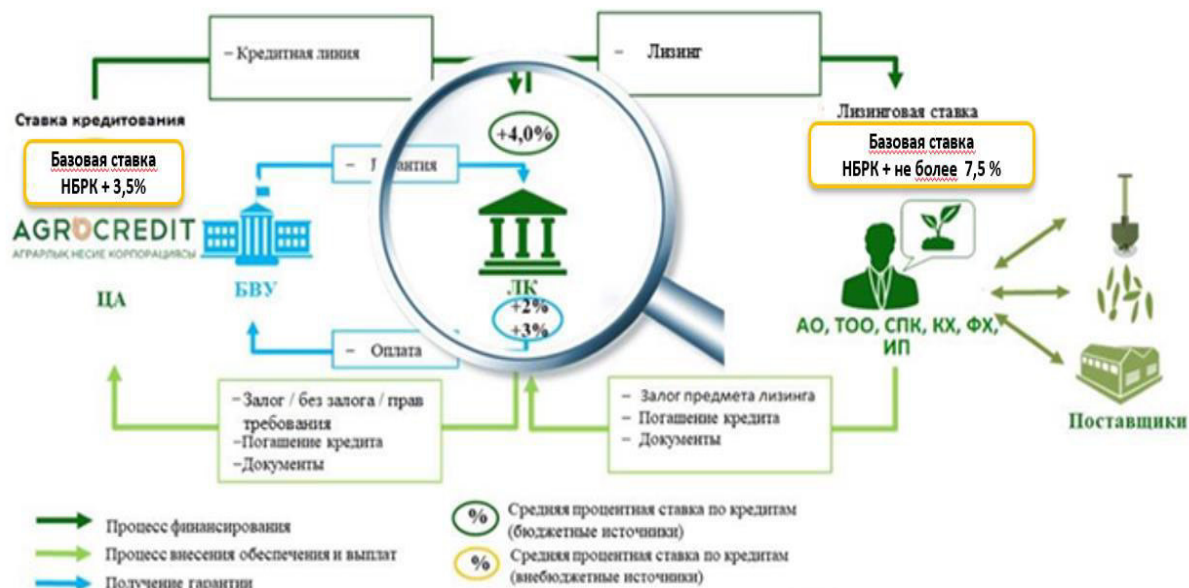 – Кредитная линия
– Лизинг
Ставка кредитования
Базовая ставка
НБРК + 3,5%
AGROCREDIT
АГРАРЛЫҚ НЕСИЕ КОРПОРАЦИЯСЫ
ЦА
БВУ
– Оплата
+4,0%
ЛК
+2%
+3%
Лизинговая ставка
Базовая ставка
НБРК + не более 7,5 %
АО, ТОО, СПК, КХ, ФХ,
ИП
Поставщики
– Залог / без залога / прав
требования
–Погашение кредита
–Документы
– Залог предмета лизинга
– Погашение кредита
– Документы
Процесс финансирования
Процесс внесения обеспечения и выплат
Получение гарантии
% Средняя процентная ставка по кредитам
(бюджетные источники)
% Средняя процентная ставка по кредитам
(внебюджетные источники)